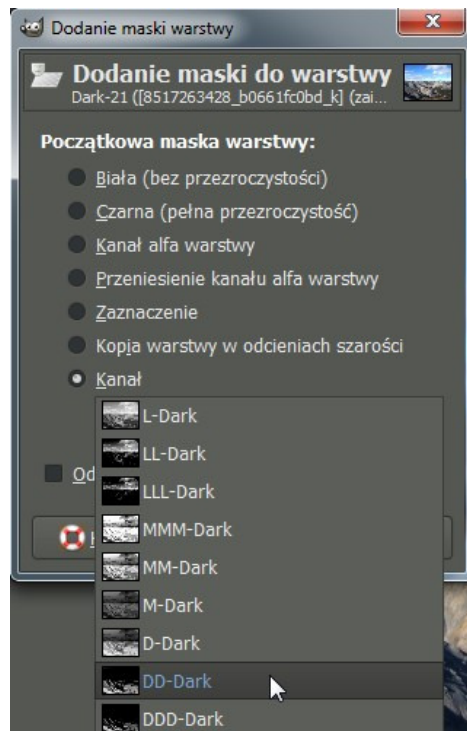 Dodanie maski warstwy
Dodanie maski do warstwy
Dark-21 ([8517263428_b0661fc0bd_k] (zai...
Początkowa maska warstwy:
Biała (bez przezroczystości)
Czarna (pełna przezroczystość)
Kanał alfa warstwy
Przeniesienie kanału alfa warstwy
Zaznaczenie
Kopja warstwy w odcieniach szarości
Kanał
L-Dark
LL-Dark
Od
LLL-Dark
MMM-Dark
MM-Dark
M-Dark
D-Dark
DD-Dark
DDD-Dark